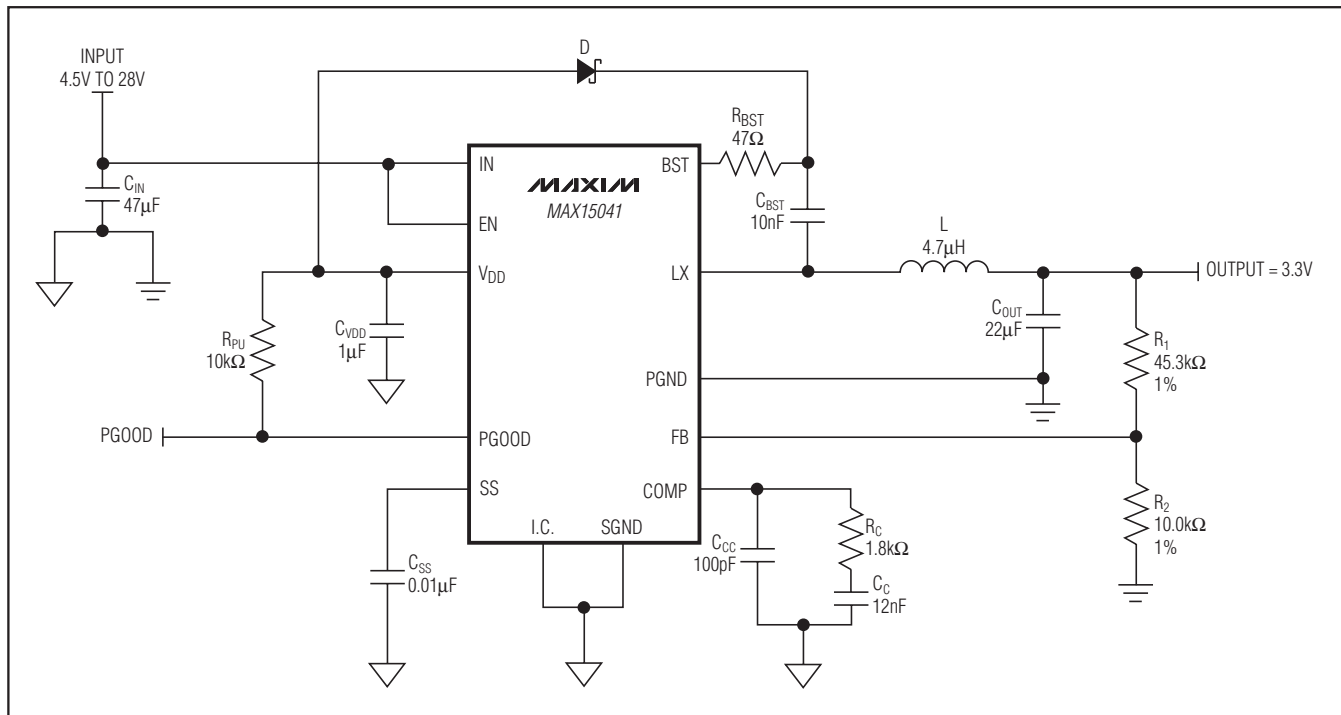 INPUT
4.5V TO 28V
D
R_BST
47Ω
IN
BST
MAXIM
MAX15041
C_IN
47µF
C_BST
10nF
EN
L
4.7µH
V_DD
LX
OUTPUT = 3.3V
C_OUT
22µF
R_PU
10kΩ
C_VDD
1µF
R_1
45.3kΩ
1%
PGND
PGOOD
PGOOD
FB
SS
COMP
R_2
10.0kΩ
1%
I.C.
SGND
C_CC
100pF
R_C
1.8kΩ
C_SS
0.01µF
C_C
12nF